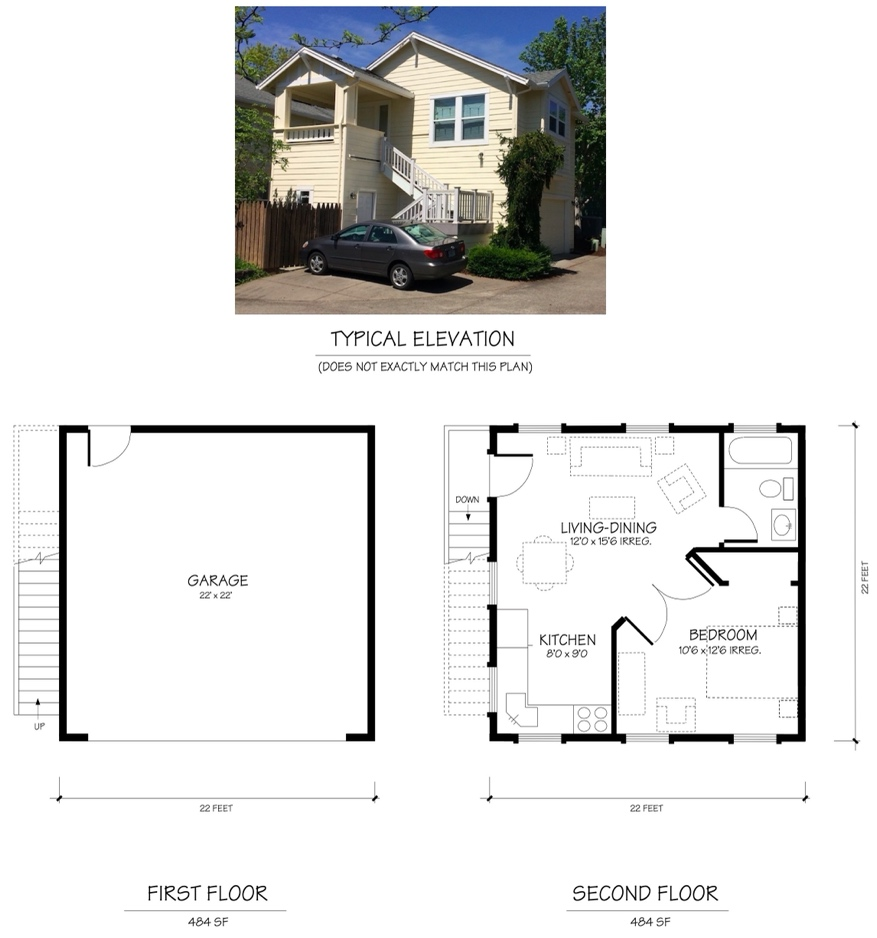 TYPICAL ELEVATION
(DOES NOT EXACTLY MATCH THIS PLAN)
GARAGE
22' x 22'
UP
22 FEET
DOWN
LIVING-DINING
12'0 x 15'6 IRREG.
KITCHEN
8'0 x 9'0
BEDROOM
10'6 x 12'6 IRREG.
22 FEET
22 FEET
FIRST FLOOR
484 SF
SECOND FLOOR
484 SF